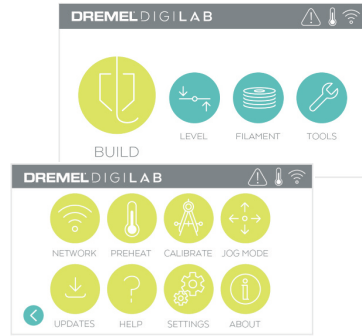 DREMEL DIGILAB
LEVEL FILAMENT TOOLS
BUILD
DREMEL DIGILAB
NETWORK PREHEAT CALIBRATE JOG MODE
UPDATES HELP SETTINGS ABOUT